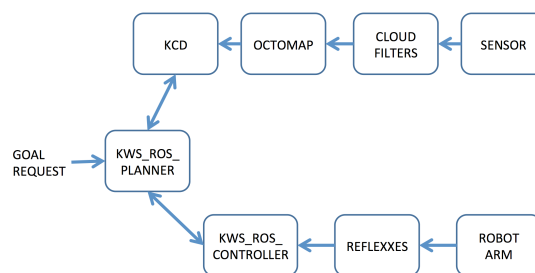 KCD
OCTOMAP
CLOUD
FILTERS
SENSOR
GOAL
REQUEST
KWS_ROS_
PLANNER
KWS_ROS_
CONTROLLER
REFLEXXES
ROBOT
ARM